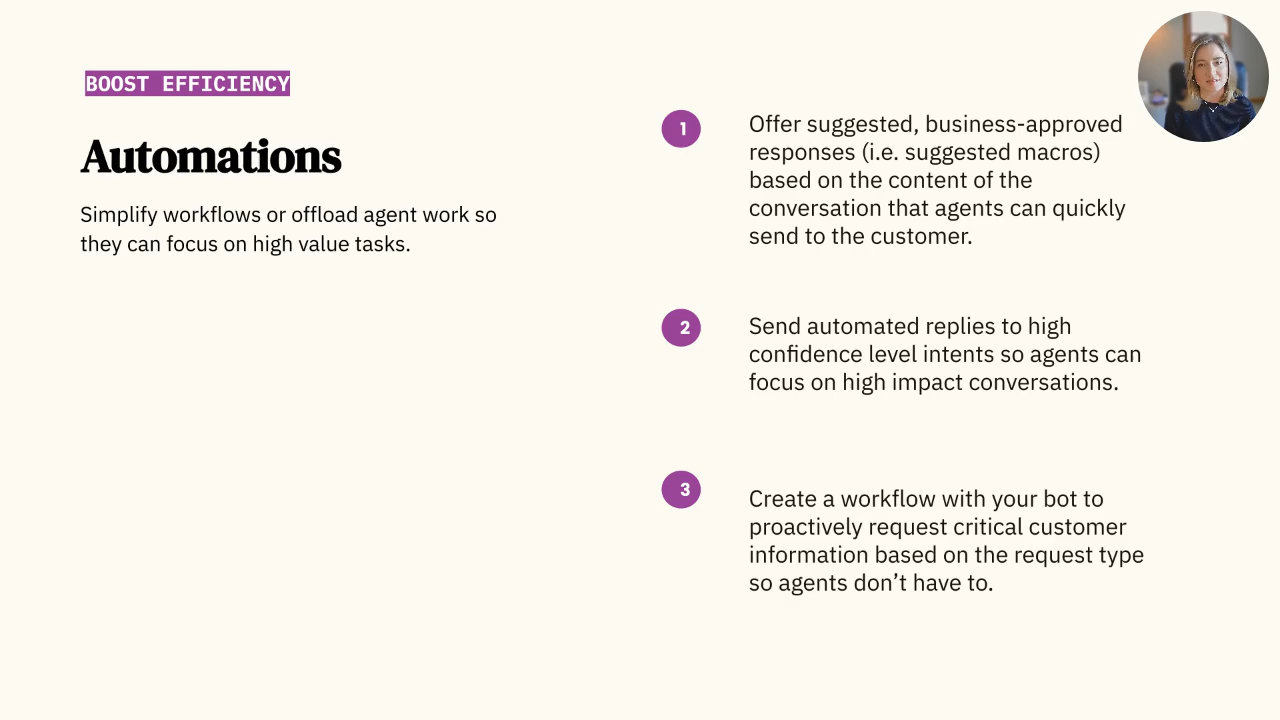 BOOST EFFICIENCY
Automations
Simplify workflows or offload agent work so
they can focus on high value tasks.
1
Offer suggested, business-approved
responses (i.e. suggested macros)
based on the content of the
conversation that agents can quickly
send to the customer.
2
Send automated replies to high
confidence level intents so agents can
focus on high impact conversations.
3
Create a workflow with your bot to
proactively request critical customer
information based on the request type
so agents don’t have to.